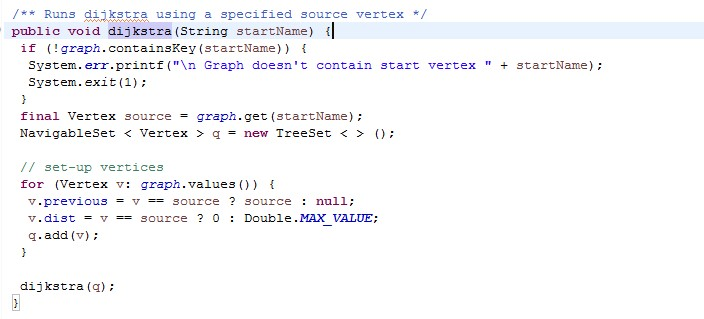 /** Runs dijkstra using a specified source vertex */
public void dijkstra(String startName) {
if (!graph.containsKey(startName)) {
System.err.printf("\n Graph doesn't contain start vertex " + startName);
System.exit(1);
}
final Vertex source = graph.get(startName);
NavigableSet < Vertex > q = new TreeSet < > ();
// set-up vertices
for (Vertex v: graph.values()) {
v.previous = v == source ? source : null;
v.dist = v == source ? 0 : Double.MAX_VALUE;
q.add(v);
}
dijkstra(q);
}